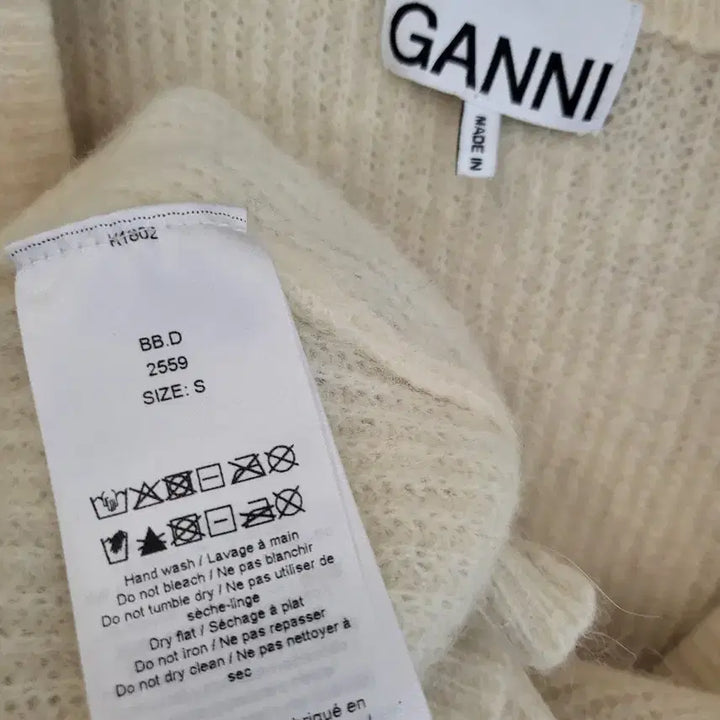 GANNI
MADE IN
K1802
BB.D
2559
SIZE: S
Hand wash / Lavage à main
Do not bleach / Ne pas blanchir
Do not tumble dry / Ne pas utiliser de
sèche-linge
Dry flat / Séchage à plat
Do not iron / Ne pas repasser
Do not dry clean / Ne pas nettoyer à
sec
en